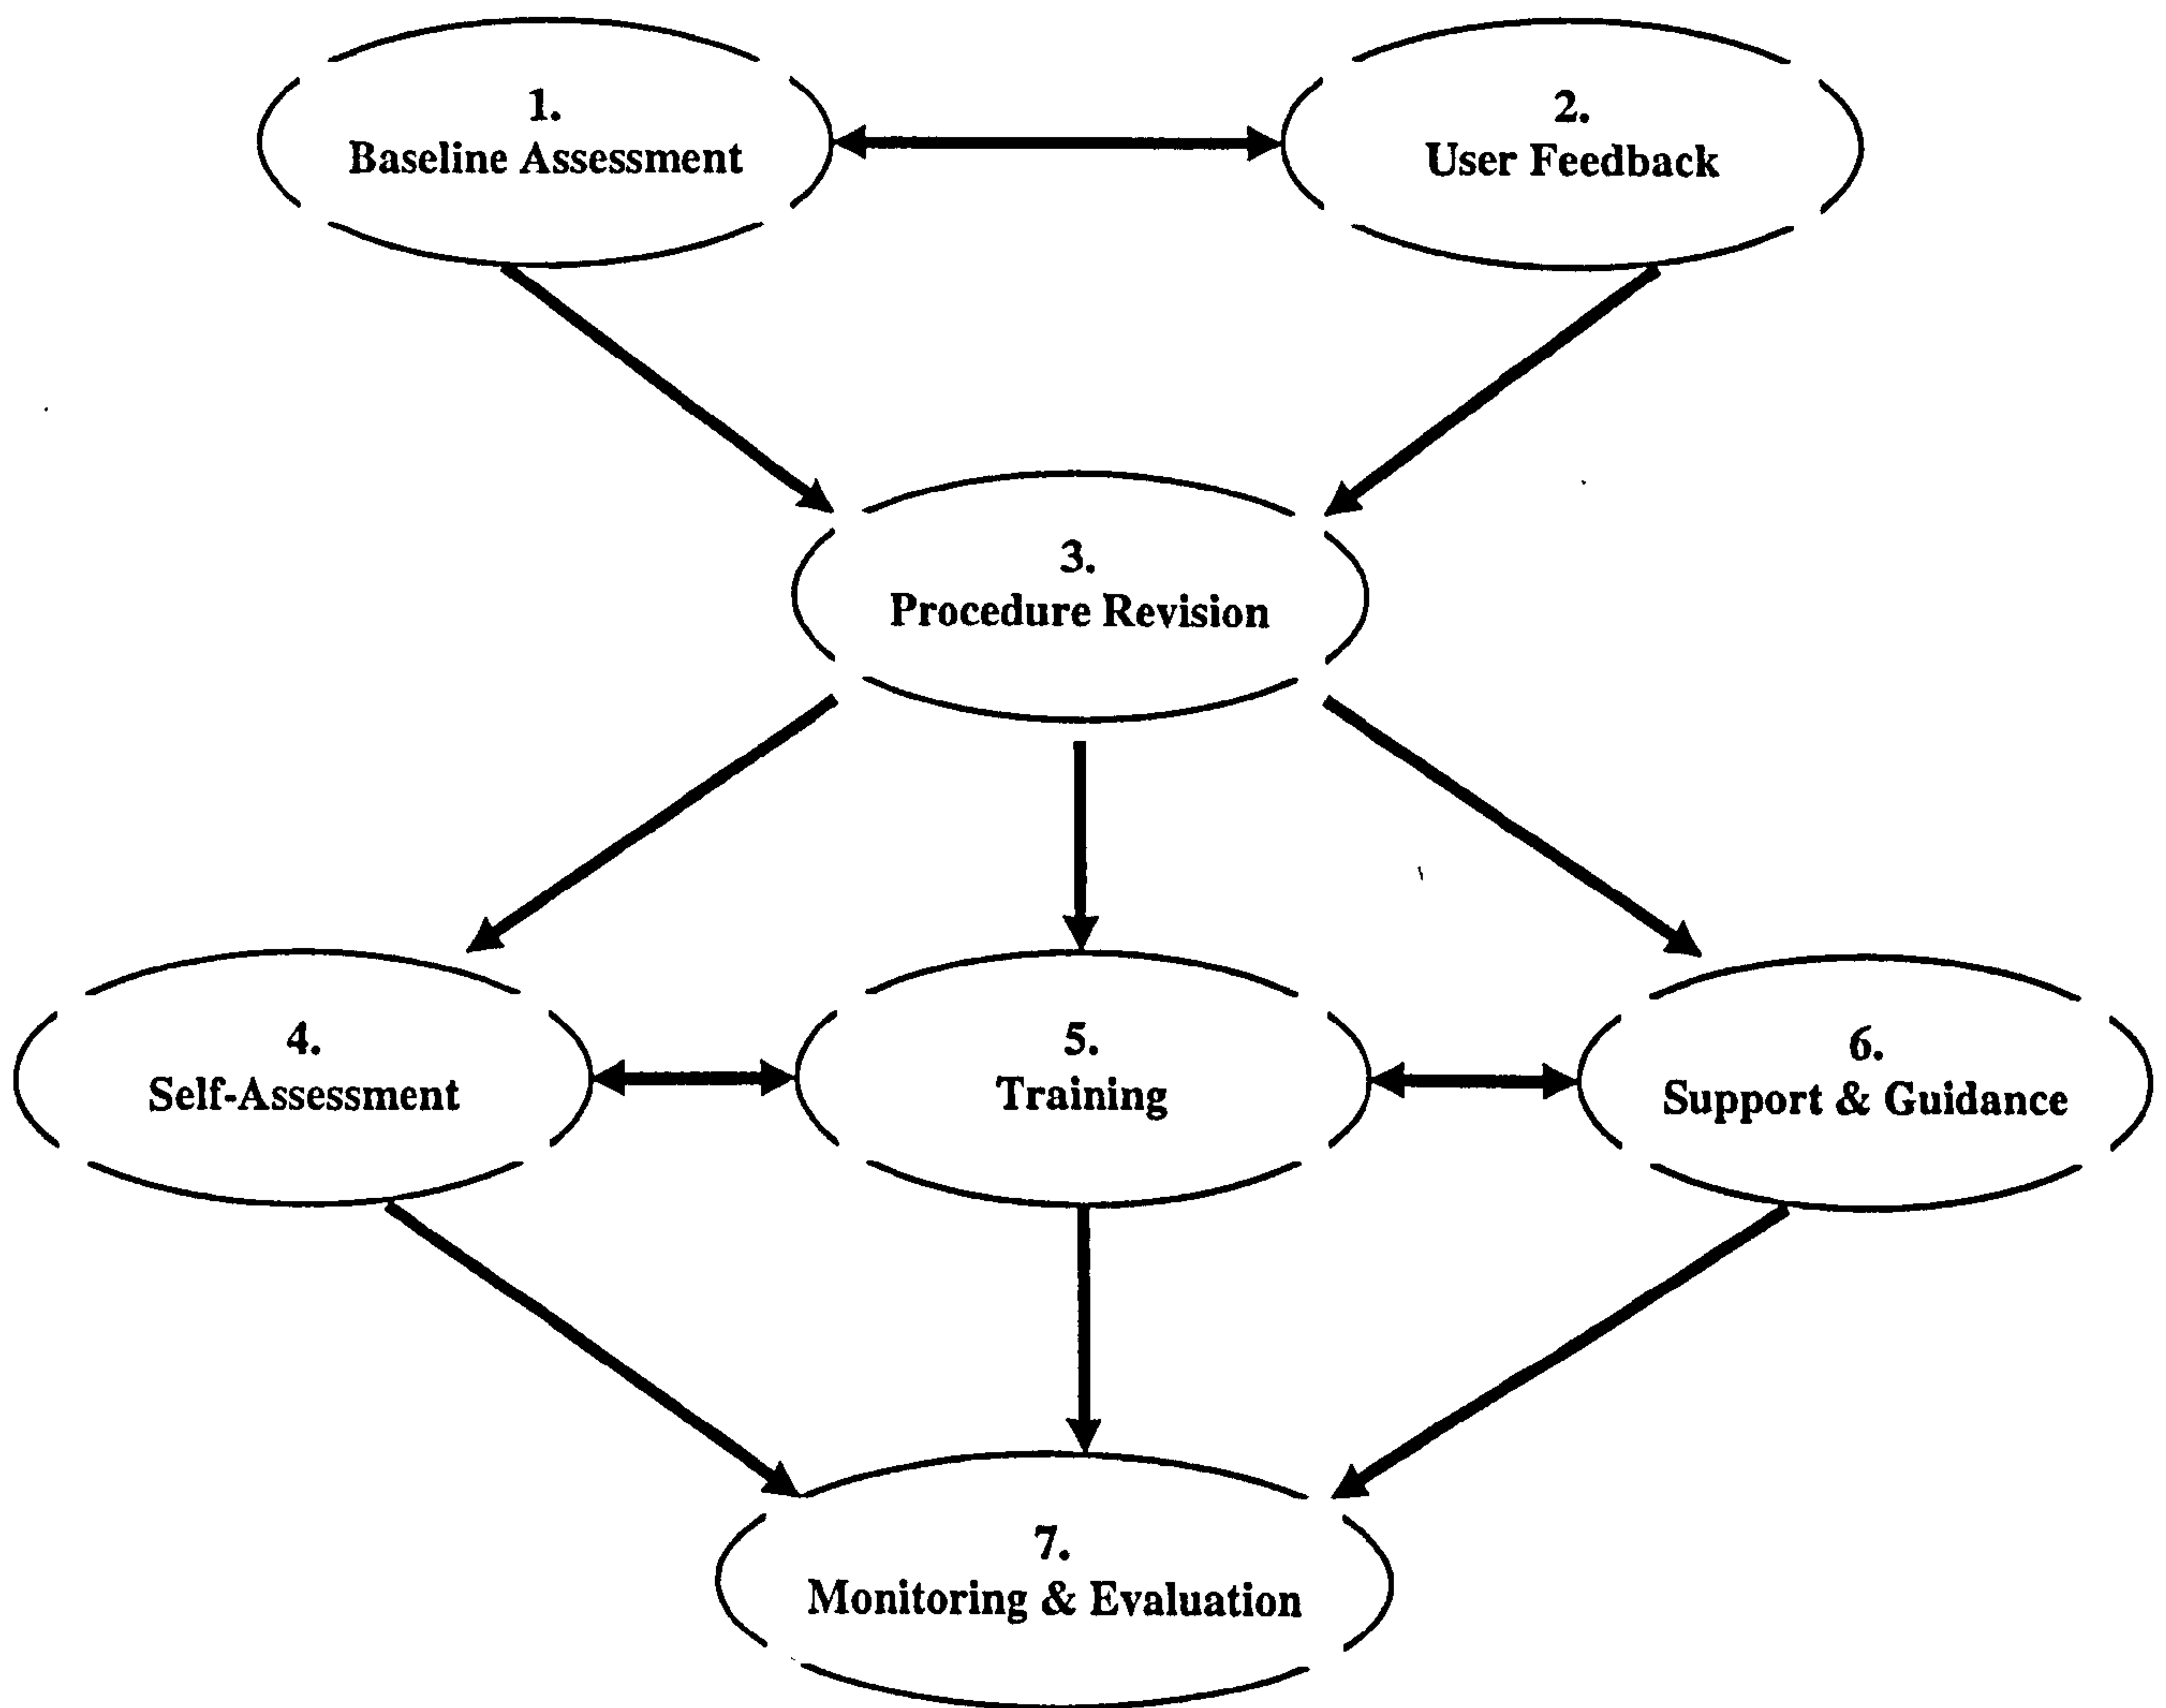 1.
Baseline Assessment
2.
User Feedback
3.
Procedure Revision
4.
Self-Assessment
5.
Training
6.
Support & Guidance
7.
Monitoring & Evaluation